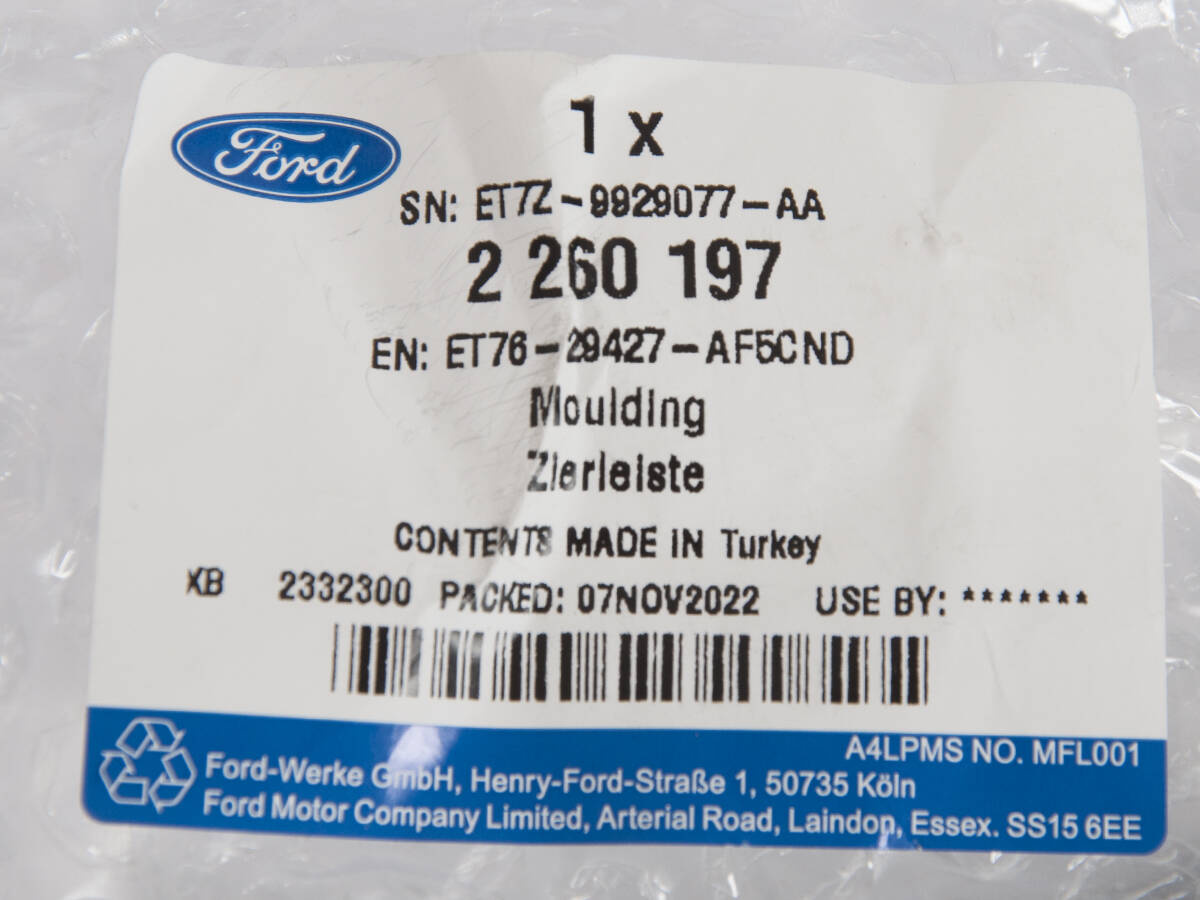 Ford
1 x
SN: ET7Z-9929077-AA
2 260 197
EN: ET76-29427-AF5CND
Moulding
Zierleiste
CONTENTS MADE IN Turkey
XB 2332300 PACKED: 07NOV2022 USE BY: *******
A4LPMS NO. MFL001
Ford-Werke GmbH, Henry-Ford-Straße 1, 50735 Köln
Ford Motor Company Limited, Arterial Road, Laindon, Essex. SS15 6EE